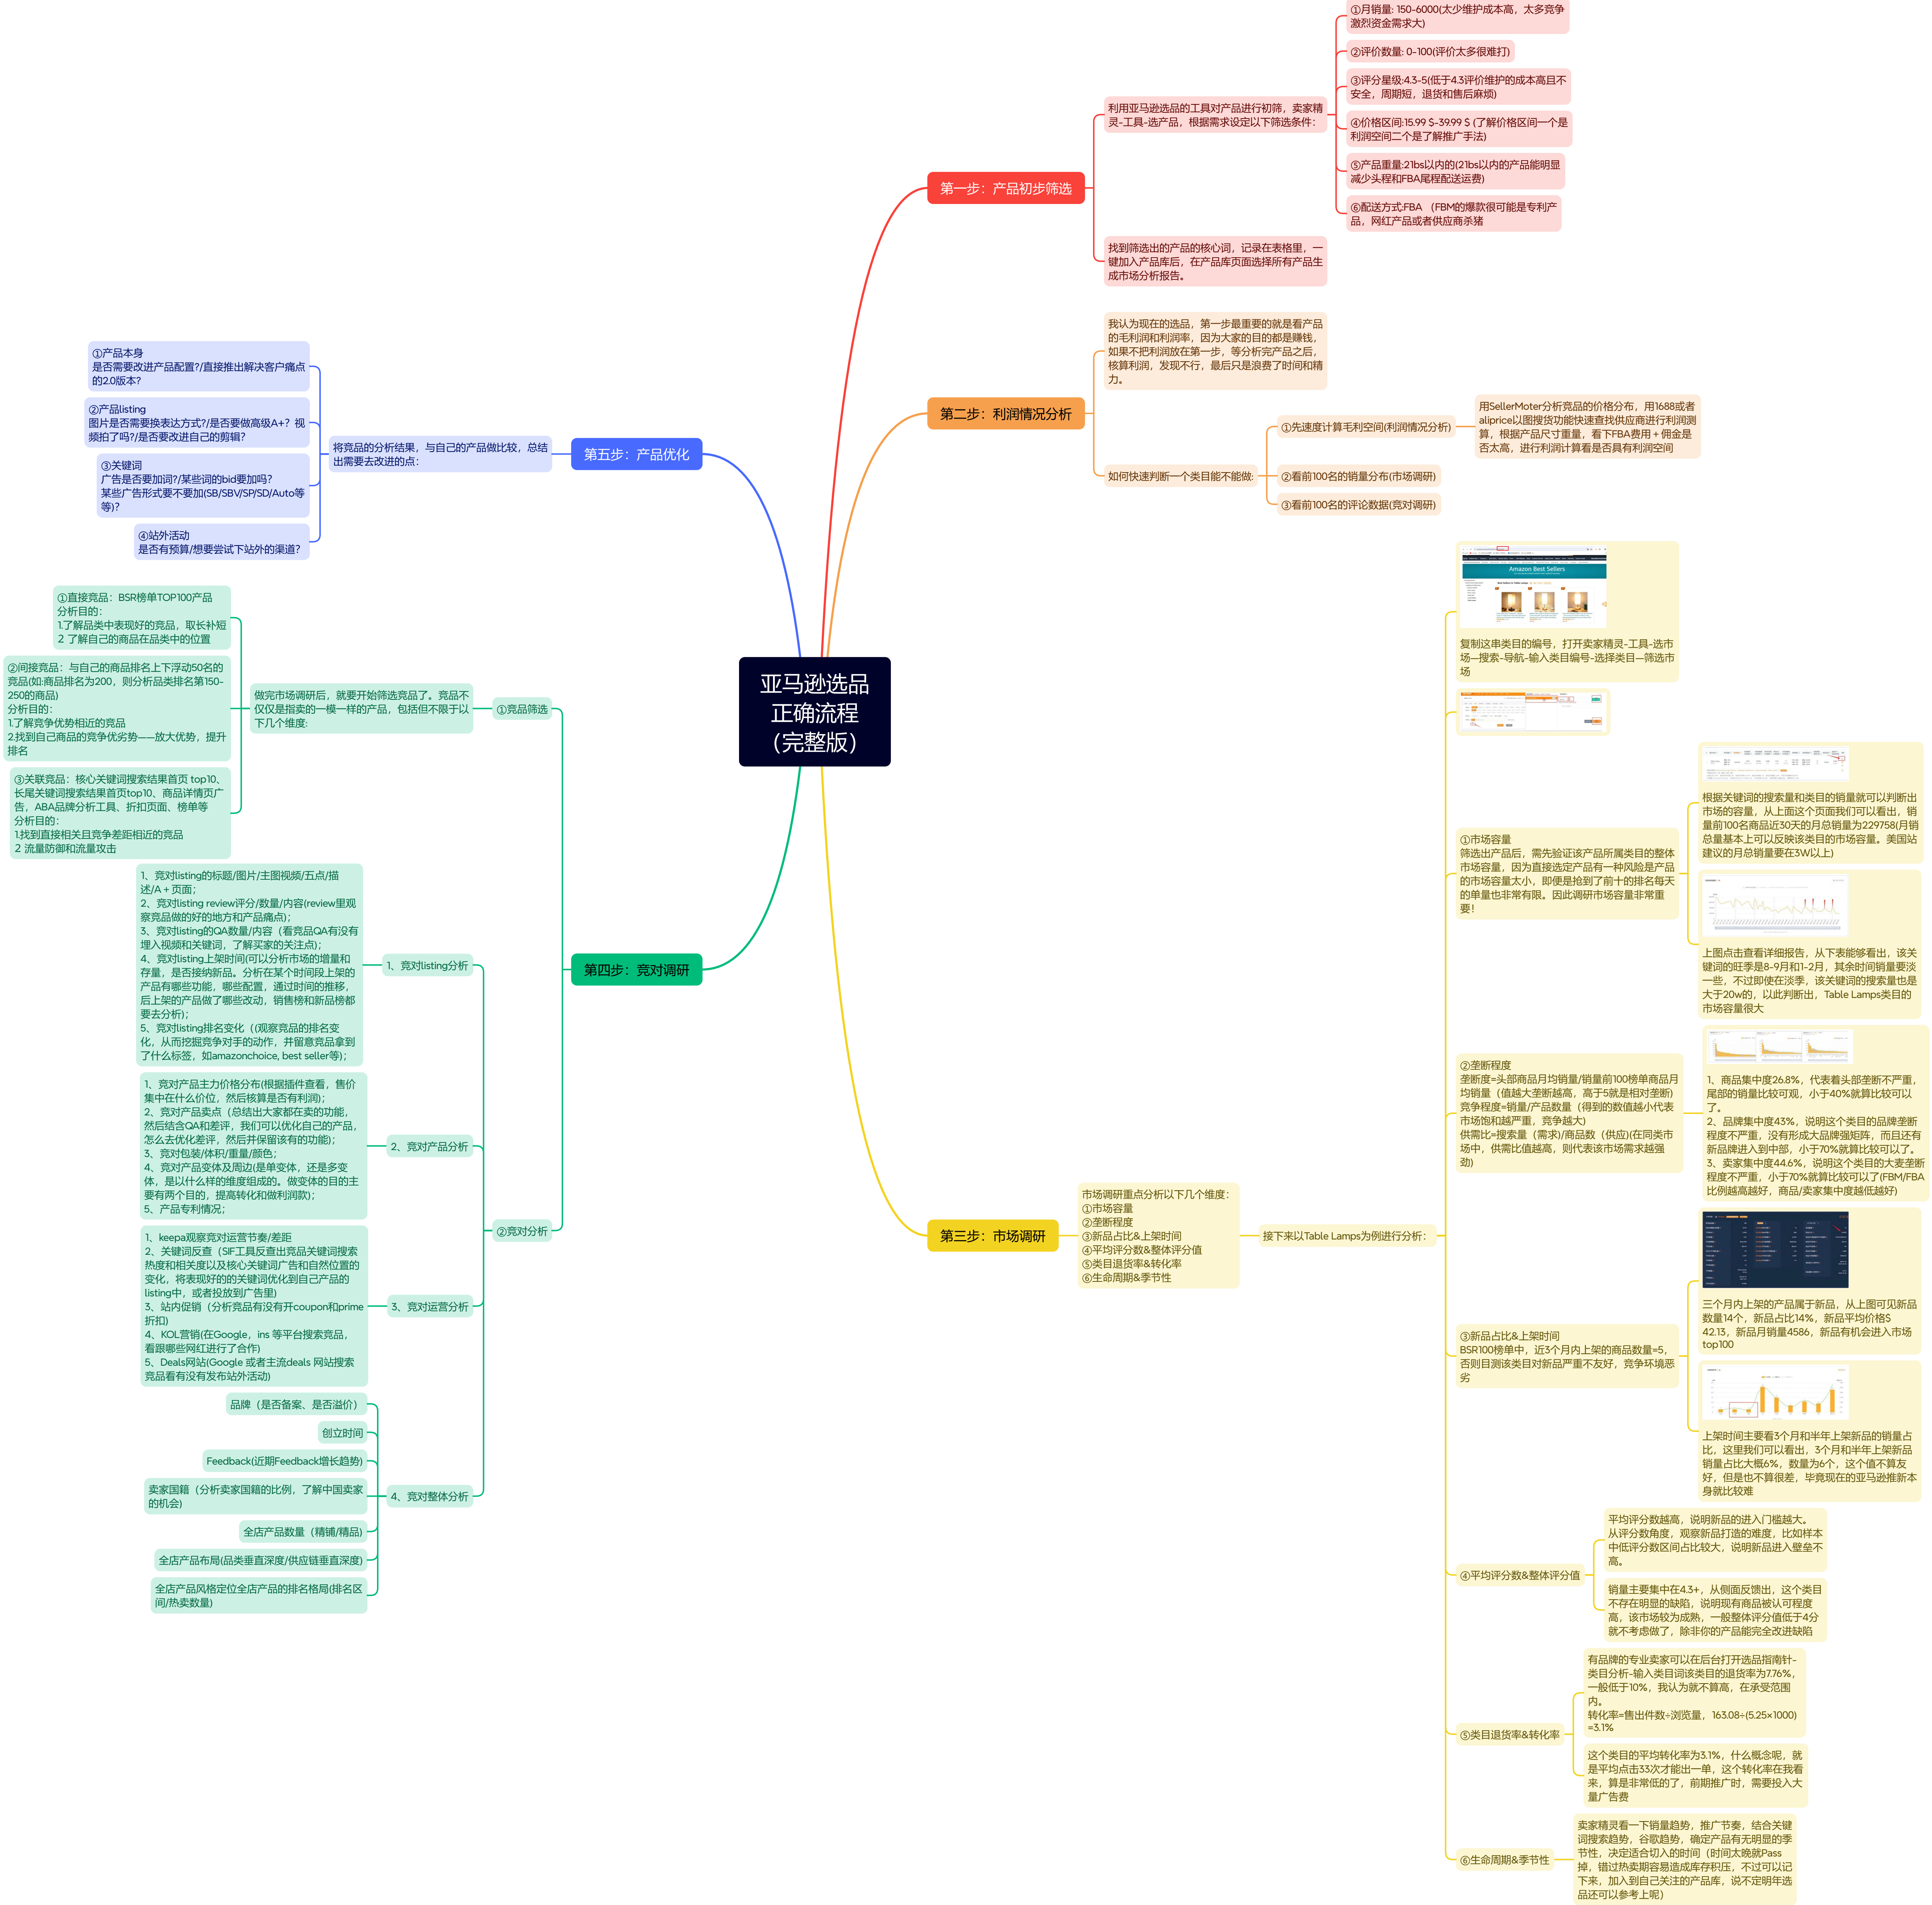 亚马逊选品
正确流程
（完整版）
第一步：产品初步筛选
利用亚马逊选品的工具对产品进行初筛，卖家精
灵-工具-选产品，根据需求设定以下筛选条件：
①月销量: 150-6000(太少维护成本高，太多竞争
激烈资金需求大)
②评价数量: 0-100(评价太多很难打)
③评分星级:4.3-5(低于4.3评价维护的成本高且不
安全，周期短，退货和售后麻烦)
④价格区间:15.99 $-39.99 $ (了解价格区间一个是
利润空间二个是了解推广手法)
⑤产品重量:21bs以内的(21bs以内的产品能明显
减少头程和FBA尾程配送运费)
⑥配送方式:FBA （FBM的爆款很可能是专利产
品，网红产品或者供应商杀猪
找到筛选出的产品的核心词，记录在表格里，一
键加入产品库后，在产品库页面选择所有产品生
成市场分析报告。
第二步：利润情况分析
我认为现在的选品，第一步最重要的就是看产品
的毛利润和利润率，因为大家的目的都是赚钱，
如果不把利润放在第一步，等分析完产品之后，
核算利润，发现不行，最后只是浪费了时间和精
力。
如何快速判断一个类目能不能做:
①先速度计算毛利空间(利润情况分析)
用SellerMoter分析竞品的价格分布，用1688或者
aliprice以图搜货功能快速查找供应商进行利润测
算，根据产品尺寸重量，看下FBA费用＋佣金是
否太高，进行利润计算看是否具有利润空间
②看前100名的销量分布(市场调研)
③看前100名的评论数据(竞对调研)
第三步：市场调研
市场调研重点分析以下几个维度：
①市场容量
②垄断程度
③新品占比&上架时间
④平均评分数&整体评分值
⑤类目退货率&转化率
⑥生命周期&季节性
接下来以Table Lamps为例进行分析：
Amazon Best Sellers
复制这串类目的编号，打开卖家精灵-工具-选市
场—搜索-导航-输入类目编号-选择类目—筛选市
场
①市场容量
筛选出产品后，需先验证该产品所属类目的整体
市场容量，因为直接选定产品有一种风险是产品
的市场容量太小，即便是抢到了前十的排名每天
的单量也非常有限。因此调研市场容量非常重
要！
根据关键词的搜索量和类目的销量就可以判断出
市场的容量，从上面这个页面我们可以看出，销
量前100名商品近30天的月总销量为229758(月销
总量基本上可以反映该类目的市场容量。美国站
建议的月总销量要在3W以上)
上图点击查看详细报告，从下表能够看出，该关
键词的旺季是8-9月和1-2月，其余时间销量要淡
一些，不过即使在淡季，该关键词的搜索量也是
大于20w的，以此判断出，Table Lamps类目的
市场容量很大
②垄断程度
垄断度=头部商品月均销量/销量前100榜单商品月
均销量（值越大垄断越高，高于5就是相对垄断)
竞争程度=销量/产品数量（得到的数值越小代表
市场饱和越严重，竞争越大)
供需比=搜索量（需求)/商品数（供应)(在同类市
场中，供需比值越高，则代表该市场需求越强
劲)
1、商品集中度26.8%，代表着头部垄断不严重，
尾部的销量比较可观，小于40%就算比较可以
了。
2、品牌集中度43%，说明这个类目的品牌垄断
程度不严重，没有形成大品牌强矩阵，而且还有
新品牌进入到中部，小于70%就算比较可以了。
3、卖家集中度44.6%，说明这个类目的大麦垄断
程度不严重，小于70%就算比较可以了(FBM/FBA
比例越高越好，商品/卖家集中度越低越好)
③新品占比&上架时间
BSR100榜单中，近3个月内上架的商品数量=5，
否则目测该类目对新品严重不友好，竞争环境恶
劣
三个月内上架的产品属于新品，从上图可见新品
数量14个，新品占比14%，新品平均价格S
42.13，新品月销量4586，新品有机会进入市场
top100
上架时间主要看3个月和半年上架新品的销量占
比，这里我们可以看出，3个月和半年上架新品
销量占比大概6%，数量为6个，这个值不算友
好，但是也不算很差，毕竟现在的亚马逊推新本
身就比较难
④平均评分数&整体评分值
平均评分数越高，说明新品的进入门槛越大。
从评分数角度，观察新品打造的难度，比如样本
中低评分数区间占比较大，说明新品进入壁垒不
高。
销量主要集中在4.3+，从侧面反馈出，这个类目
不存在明显的缺陷，说明现有商品被认可程度
高，该市场较为成熟，一般整体评分值低于4分
就不考虑做了，除非你的产品能完全改进缺陷
⑤类目退货率&转化率
有品牌的专业卖家可以在后台打开选品指南针-
类目分析-输入类目词该类目的退货率为7.76%，
一般低于10%，我认为就不算高，在承受范围
内。
转化率=售出件数÷浏览量，163.08÷(5.25×1000)
=3.1%
这个类目的平均转化率为3.1%，什么概念呢，就
是平均点击33次才能出一单，这个转化率在我看
来，算是非常低的了，前期推广时，需要投入大
量广告费
⑥生命周期&季节性
卖家精灵看一下销量趋势，推广节奏，结合关键
词搜索趋势，谷歌趋势，确定产品有无明显的季
节性，决定适合切入的时间（时间太晚就Pass
掉，错过热卖期容易造成库存积压，不过可以记
下来，加入到自己关注的产品库，说不定明年选
品还可以参考上呢）
第四步：竞对调研
①竞品筛选
做完市场调研后，就要开始筛选竞品了。竞品不
仅仅是指卖的一模一样的产品，包括但不限于以
下几个维度:
①直接竞品：BSR榜单TOP100产品
分析目的：
1.了解品类中表现好的竞品，取长补短
2 了解自己的商品在品类中的位置
②间接竞品：与自己的商品排名上下浮动50名的
竞品(如:商品排名为200，则分析品类排名第150-
250的商品)
分析目的：
1.了解竞争优势相近的竞品
2.找到自己商品的竞争优劣势——放大优势，提升
排名
③关联竞品：核心关键词搜索结果首页 top10、
长尾关键词搜索结果首页top10、商品详情页广
告，ABA品牌分析工具、折扣页面、榜单等
分析目的：
1.找到直接相关且竞争差距相近的竞品
2 流量防御和流量攻击
②竞对分析
1、竞对listing分析
1、竞对listing的标题/图片/主图视频/五点/描
述/A＋页面；
2、竞对listing review评分/数量/内容(review里观
察竞品做的好的地方和产品痛点)；
3、竞对listing的QA数量/内容（看竞品QA有没有
埋入视频和关键词，了解买家的关注点)；
4、竞对listing上架时间(可以分析市场的增量和
存量，是否接纳新品。分析在某个时间段上架的
产品有哪些功能，哪些配置，通过时间的推移，
后上架的产品做了哪些改动，销售榜和新品榜都
要去分析)；
5、竞对listing排名变化（(观察竞品的排名变
化，从而挖掘竞争对手的动作，并留意竞品拿到
了什么标签，如amazonchoice, best seller等)；
2、竞对产品分析
1、竞对产品主力价格分布(根据插件查看，售价
集中在什么价位，然后核算是否有利润)；
2、竞对产品卖点（总结出大家都在卖的功能，
然后结含QA和差评，我们可以优化自己的产品，
怎么去优化差评，然后并保留该有的功能)；
3、竞对包装/体积/重量/颜色；
4、竞对产品变体及周边(是单变体，还是多变
体，是以什么样的维度组成的。做变体的目的主
要有两个目的，提高转化和做利润款)；
5、产品专利情况；
3、竞对运营分析
1、keepa观察竞对运营节奏/差距
2、关键词反查（SIF工具反查出竞品关键词搜索
热度和相关度以及核心关键词广告和自然位置的
变化，将表现好的的关键词优化到自己产品的
listing中，或者投放到广告里)
3、站内促销（分析竞品有没有开coupon和prime
折扣)
4、KOL营销(在Google，ins 等平台搜索竞品，
看跟哪些网红进行了合作)
5、Deals网站(Google 或者主流deals 网站搜索
竞品看有没有发布站外活动)
4、竞对整体分析
品牌（是否备案、是否溢价）
创立时间
Feedback(近期Feedback增长趋势)
卖家国籍（分析卖家国籍的比例，了解中国卖家
的机会)
全店产品数量（精铺/精品)
全店产品布局(品类垂直深度/供应链垂直深度)
全店产品风格定位全店产品的排名格局(排名区
间/热卖数量)
第五步：产品优化
将竞品的分析结果，与自己的产品做比较，总结
出需要去改进的点：
①产品本身
是否需要改进产品配置?/直接推出解决客户痛点
的2.0版本？
②产品listing
图片是否需要换表达方式?/是否要做高级A+？视
频拍了吗?/是否要改进自己的剪辑？
③关键词
广告是否要加词?/某些词的bid要加吗？
某些广告形式要不要加(SB/SBV/SP/SD/Auto等
等)？
④站外活动
是否有预算/想要尝试下站外的渠道？